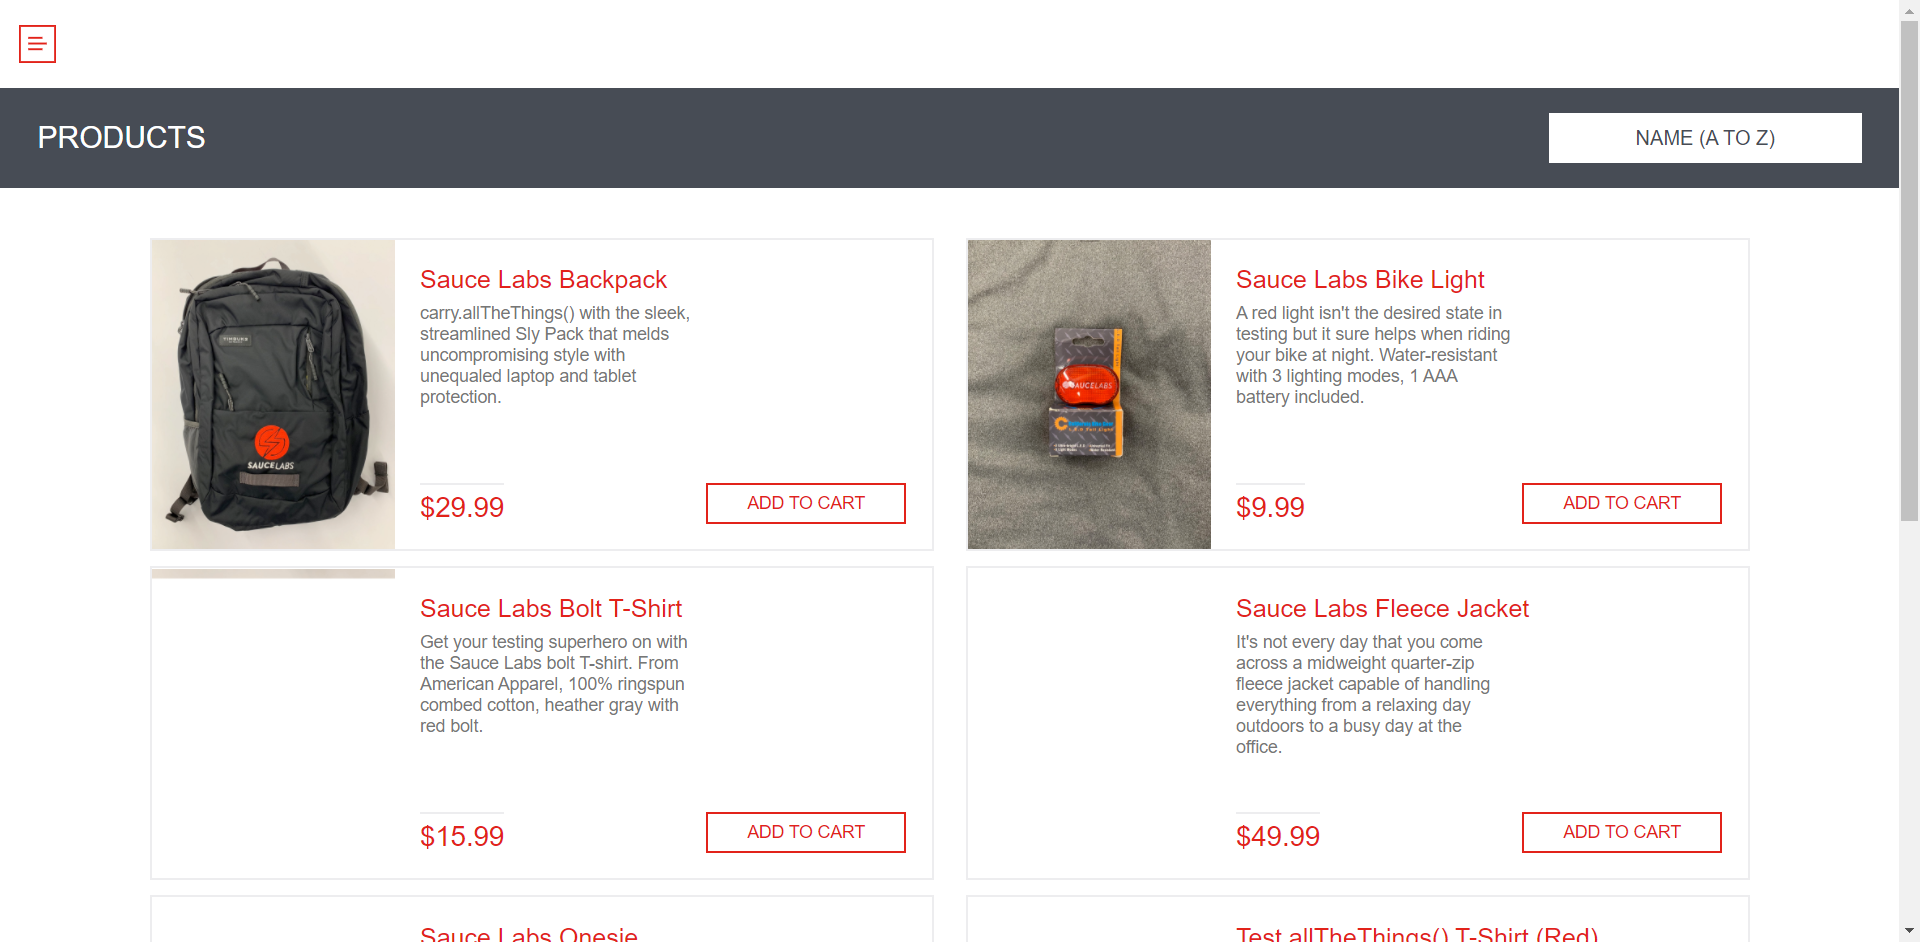 PRODUCTS
NAME (A TO Z)
SAUCELABS
Sauce Labs Backpack
carry.allTheThings() with the sleek,
streamlined Sly Pack that melds
uncompromising style with
unequaled laptop and tablet
protection.
$29.99
ADD TO CART
SAUCELABS
Sauce Labs Bike Light
A red light isn't the desired state in
testing but it sure helps when riding
your bike at night. Water-resistant
with 3 lighting modes, 1 AAA
battery included.
$9.99
ADD TO CART
Sauce Labs Bolt T-Shirt
Get your testing superhero on with
the Sauce Labs bolt T-shirt. From
American Apparel, 100% ringspun
combed cotton, heather gray with
red bolt.
$15.99
ADD TO CART
Sauce Labs Fleece Jacket
It's not every day that you come
across a midweight quarter-zip
fleece jacket capable of handling
everything from a relaxing day
outdoors to a busy day at the
office.
$49.99
ADD TO CART
Sauce Labs Onesie
Test.allTheThings() T-Shirt (Red)